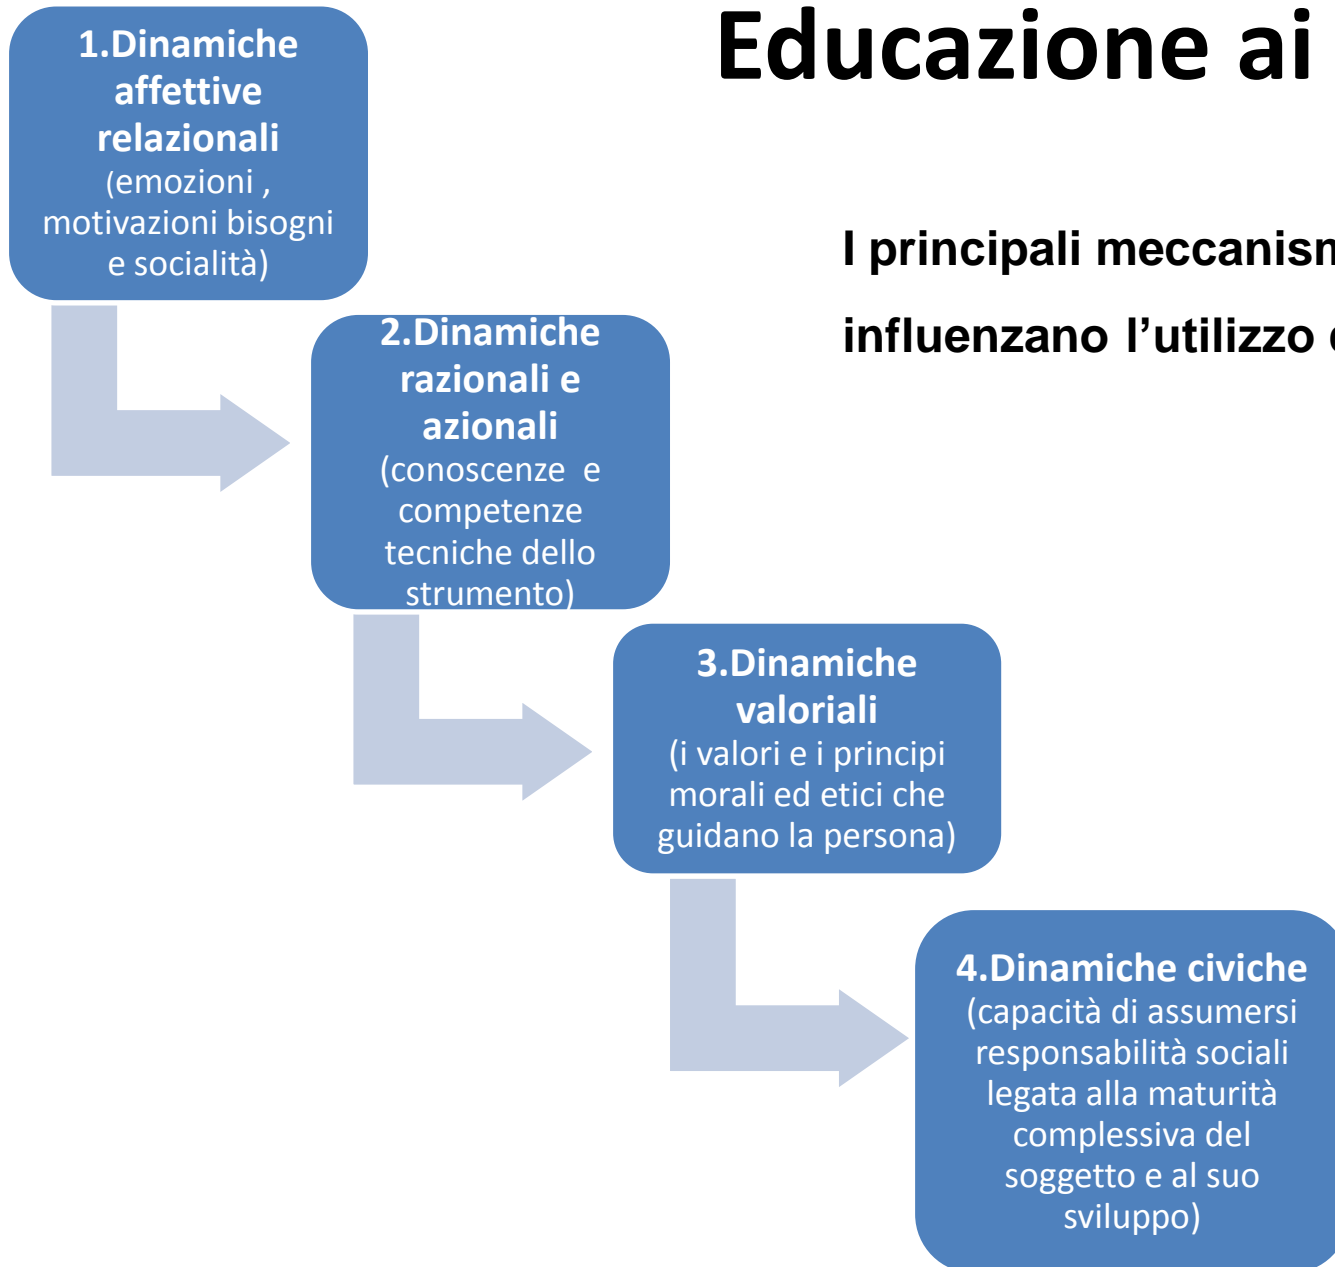 Educazione ai
1.Dinamiche
affettive
relazionali
(emozioni ,
motivazioni bisogni
e socialità)
I principali meccanism
influenzano l’utilizzo
2.Dinamiche
razionali e
azionali
(conoscenze e
competenze
tecniche dello
strumento)
3.Dinamiche
valoriali
(i valori e i principi
morali ed etici che
guidano la persona)
4.Dinamiche civiche
(capacità di assumersi
responsabilità sociali
legata alla maturità
complessiva del
soggetto e al suo
sviluppo)